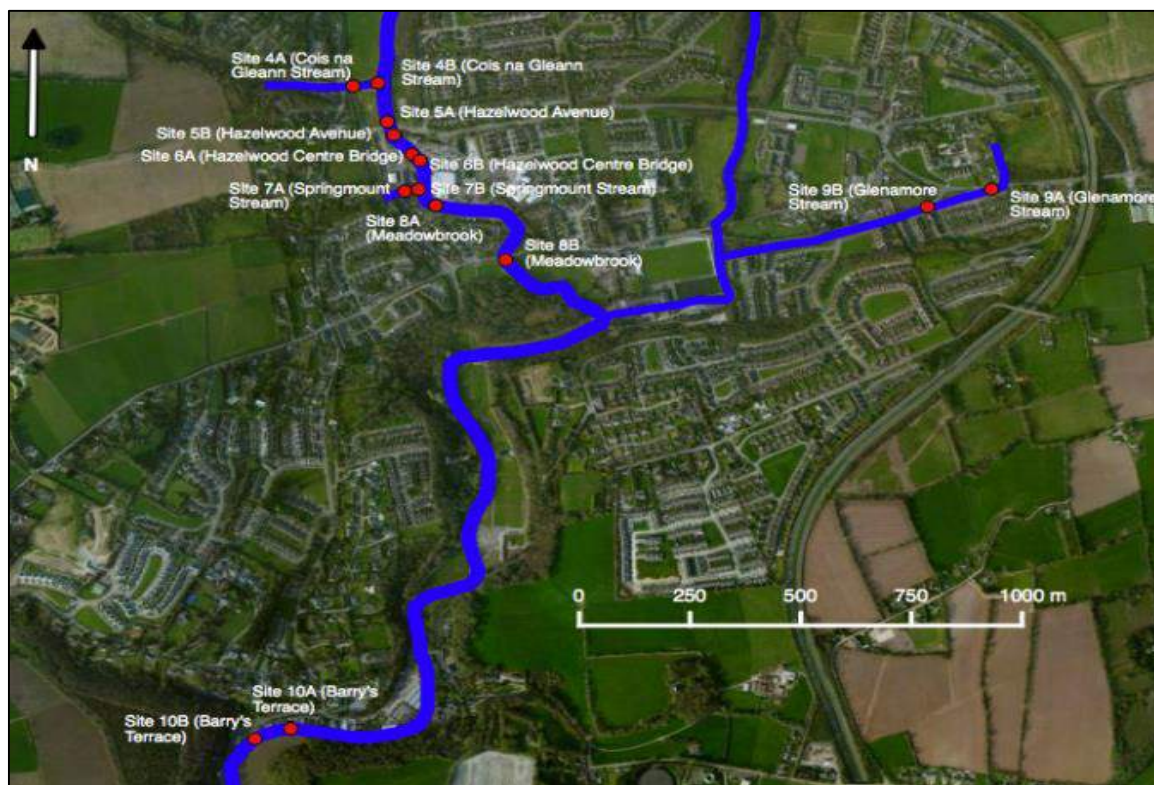 Site 4A (Cois na
Gleann Stream)
Site 4B (Cois na Gleann
Stream)
Site 5A (Hazelwood Avenue)
Site 5B (Hazelwood Avenue)
Site 6A (Hazelwood Centre Bridge)
Site 6B (Hazelwood Centre Bridge)
Site 7A (Springmount
Stream)
Site 7B (Springmount Stream)
Site 8A
(Meadowbrook)
Site 8B
(Meadowbrook)
Site 9B
(Glenamore
Stream)
Site 9A (Glenamore
Stream)
N
0 250 500 750 1000 m
Site 10A (Barry's
Terrace)
Site 10B (Barry's
Terrace)